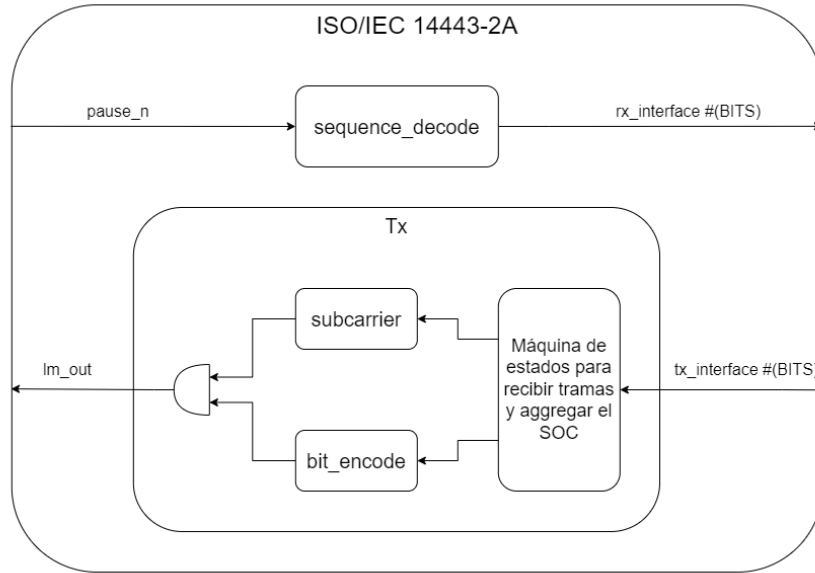 ISO/IEC 14443-2A
pause_n
sequence_decode
rx_interface #(BITS)
Tx
subcarrier
Máquina de
estados para
recibir tramas
y aggregar el
SOC
lm_out
tx_interface #(BITS)
bit_encode